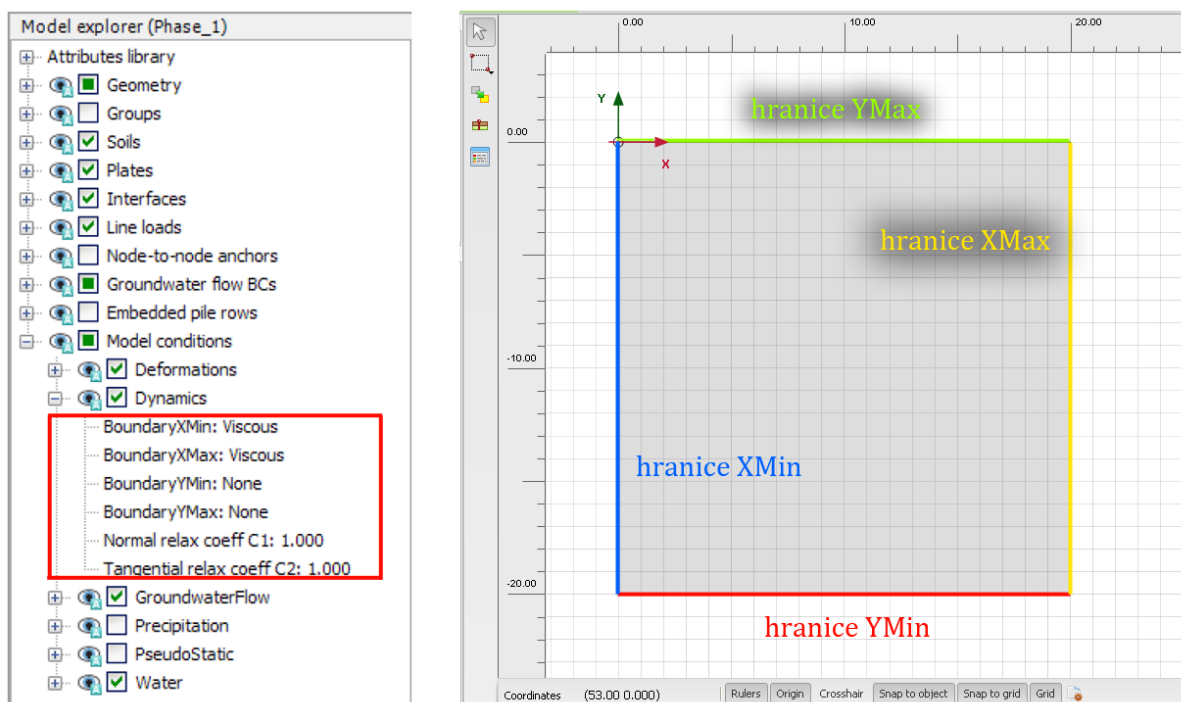 Model explorer (Phase_1)
Attributes library
Geometry
Groups
Soils
Plates
Interfaces
Line loads
Node-to-node anchors
Groundwater flow BCs
Embedded pile rows
Model conditions
Deformations
Dynamics
BoundaryXMin: Viscous
BoundaryXMax: Viscous
BoundaryYMin: None
BoundaryYMax: None
Normal relax coeff C1: 1.000
Tangential relax coeff C2: 1.000
GroundwaterFlow
Precipitation
PseudoStatic
Water
0.00 10.00 20.00
Y
hranice YMax
0.00
X
hranice XMax
-10.00
hranice XMin
-20.00
hranice YMin
Coordinates (53.00 0.000) Rulers Origin Crosshair Snap to object Snap to grid Grid